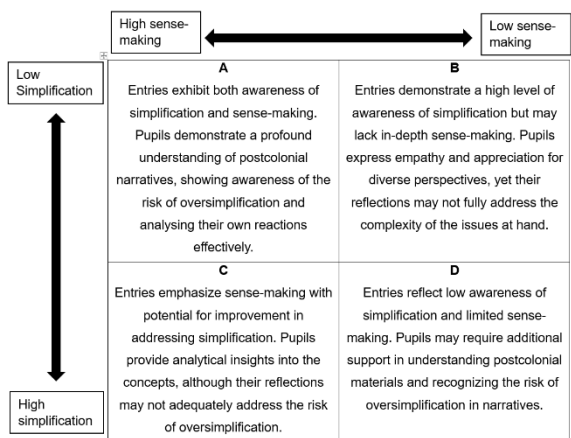 High sense-
making
Low sense-
making
Low
Simplification
A
Entries exhibit both awareness of
simplification and sense-making.
Pupils demonstrate a profound
understanding of postcolonial
narratives, showing awareness of the
risk of oversimplification and
analysing their own reactions
effectively.
B
Entries demonstrate a high level of
awareness of simplification but may
lack in-depth sense-making. Pupils
express empathy and appreciation for
diverse perspectives, yet their
reflections may not fully address the
complexity of the issues at hand.
C
Entries emphasize sense-making with
potential for improvement in
addressing simplification. Pupils
provide analytical insights into the
concepts, although their reflections
may not adequately address the risk
of oversimplification.
D
Entries reflect low awareness of
simplification and limited sense-
making. Pupils may require additional
support in understanding postcolonial
materials and recognizing the risk of
oversimplification in narratives.
High
simplification